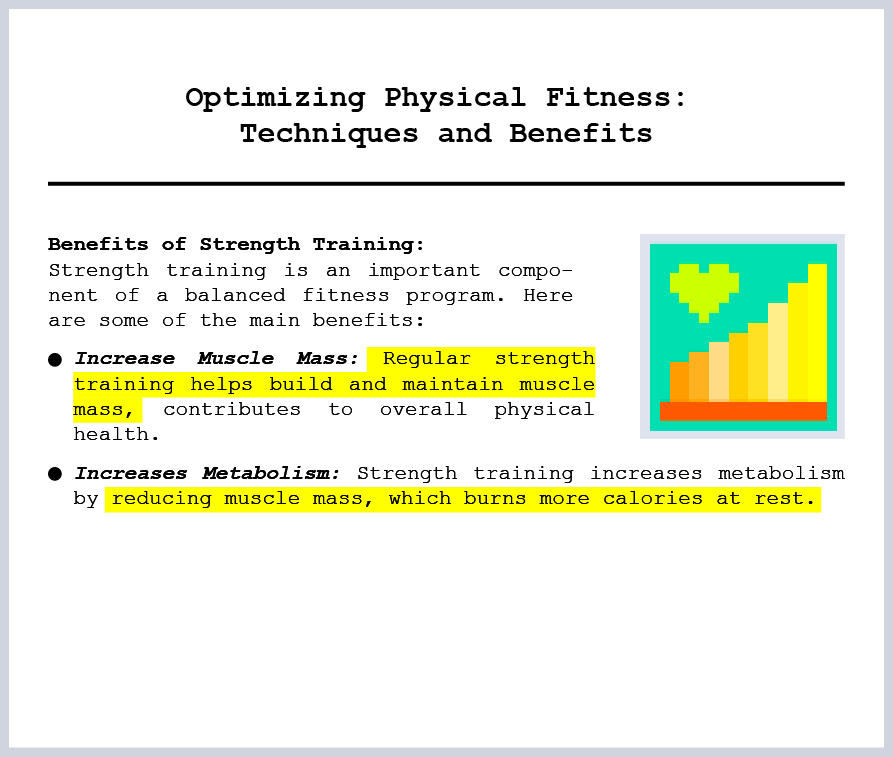 Optimizing Physical Fitness:
Techniques and Benefits
Benefits of Strength Training:
Strength training is an important compo-
nent of a balanced fitness program. Here
are some of the main benefits:
● Increase Muscle Mass: Regular strength
training helps build and maintain muscle
mass, contributes to overall physical
health.
● Increases Metabolism: Strength training increases metabolism
by reducing muscle mass, which burns more calories at rest.